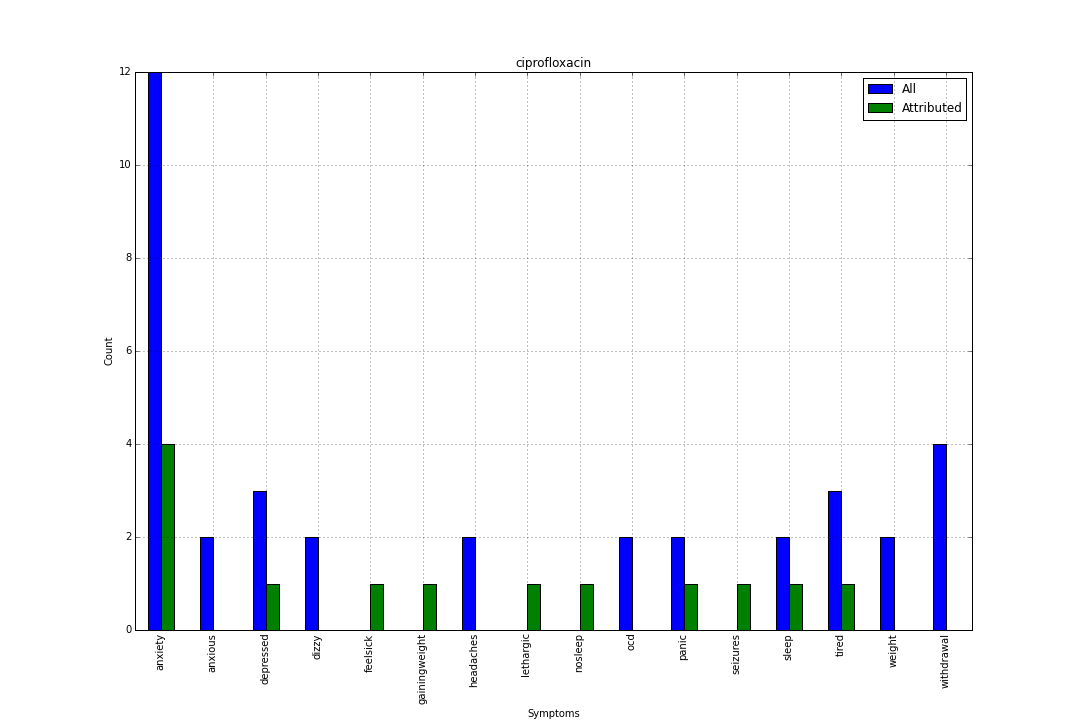 ciprofloxacin
All
Attributed
Count
12
10
8
6
4
2
0
anxiety
anxious
depressed
dizzy
feelsick
gainingweight
headaches
lethargic
nosleep
ocd
panic
seizures
sleep
tired
weight
withdrawal
Symptoms